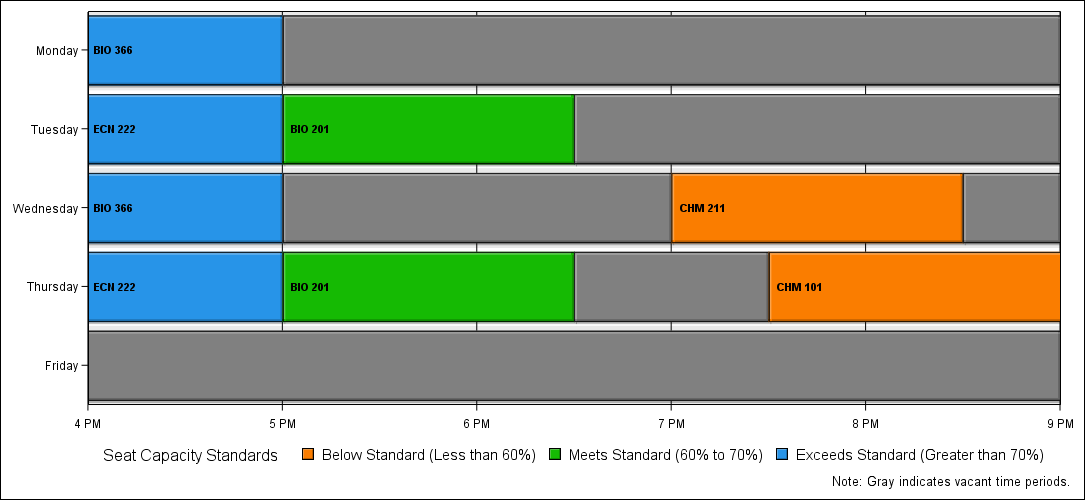 Monday BIO 366
Tuesday ECN 222 BIO 201
Wednesday BIO 366 CHM 211
Thursday ECN 222 BIO 201 CHM 101
Friday
4 PM 5 PM 6 PM 7 PM 8 PM 9 PM
Seat Capacity Standards Below Standard (Less than 60%) Meets Standard (60% to 70%) Exceeds Standard (Greater than 70%)
Note: Gray indicates vacant time periods.